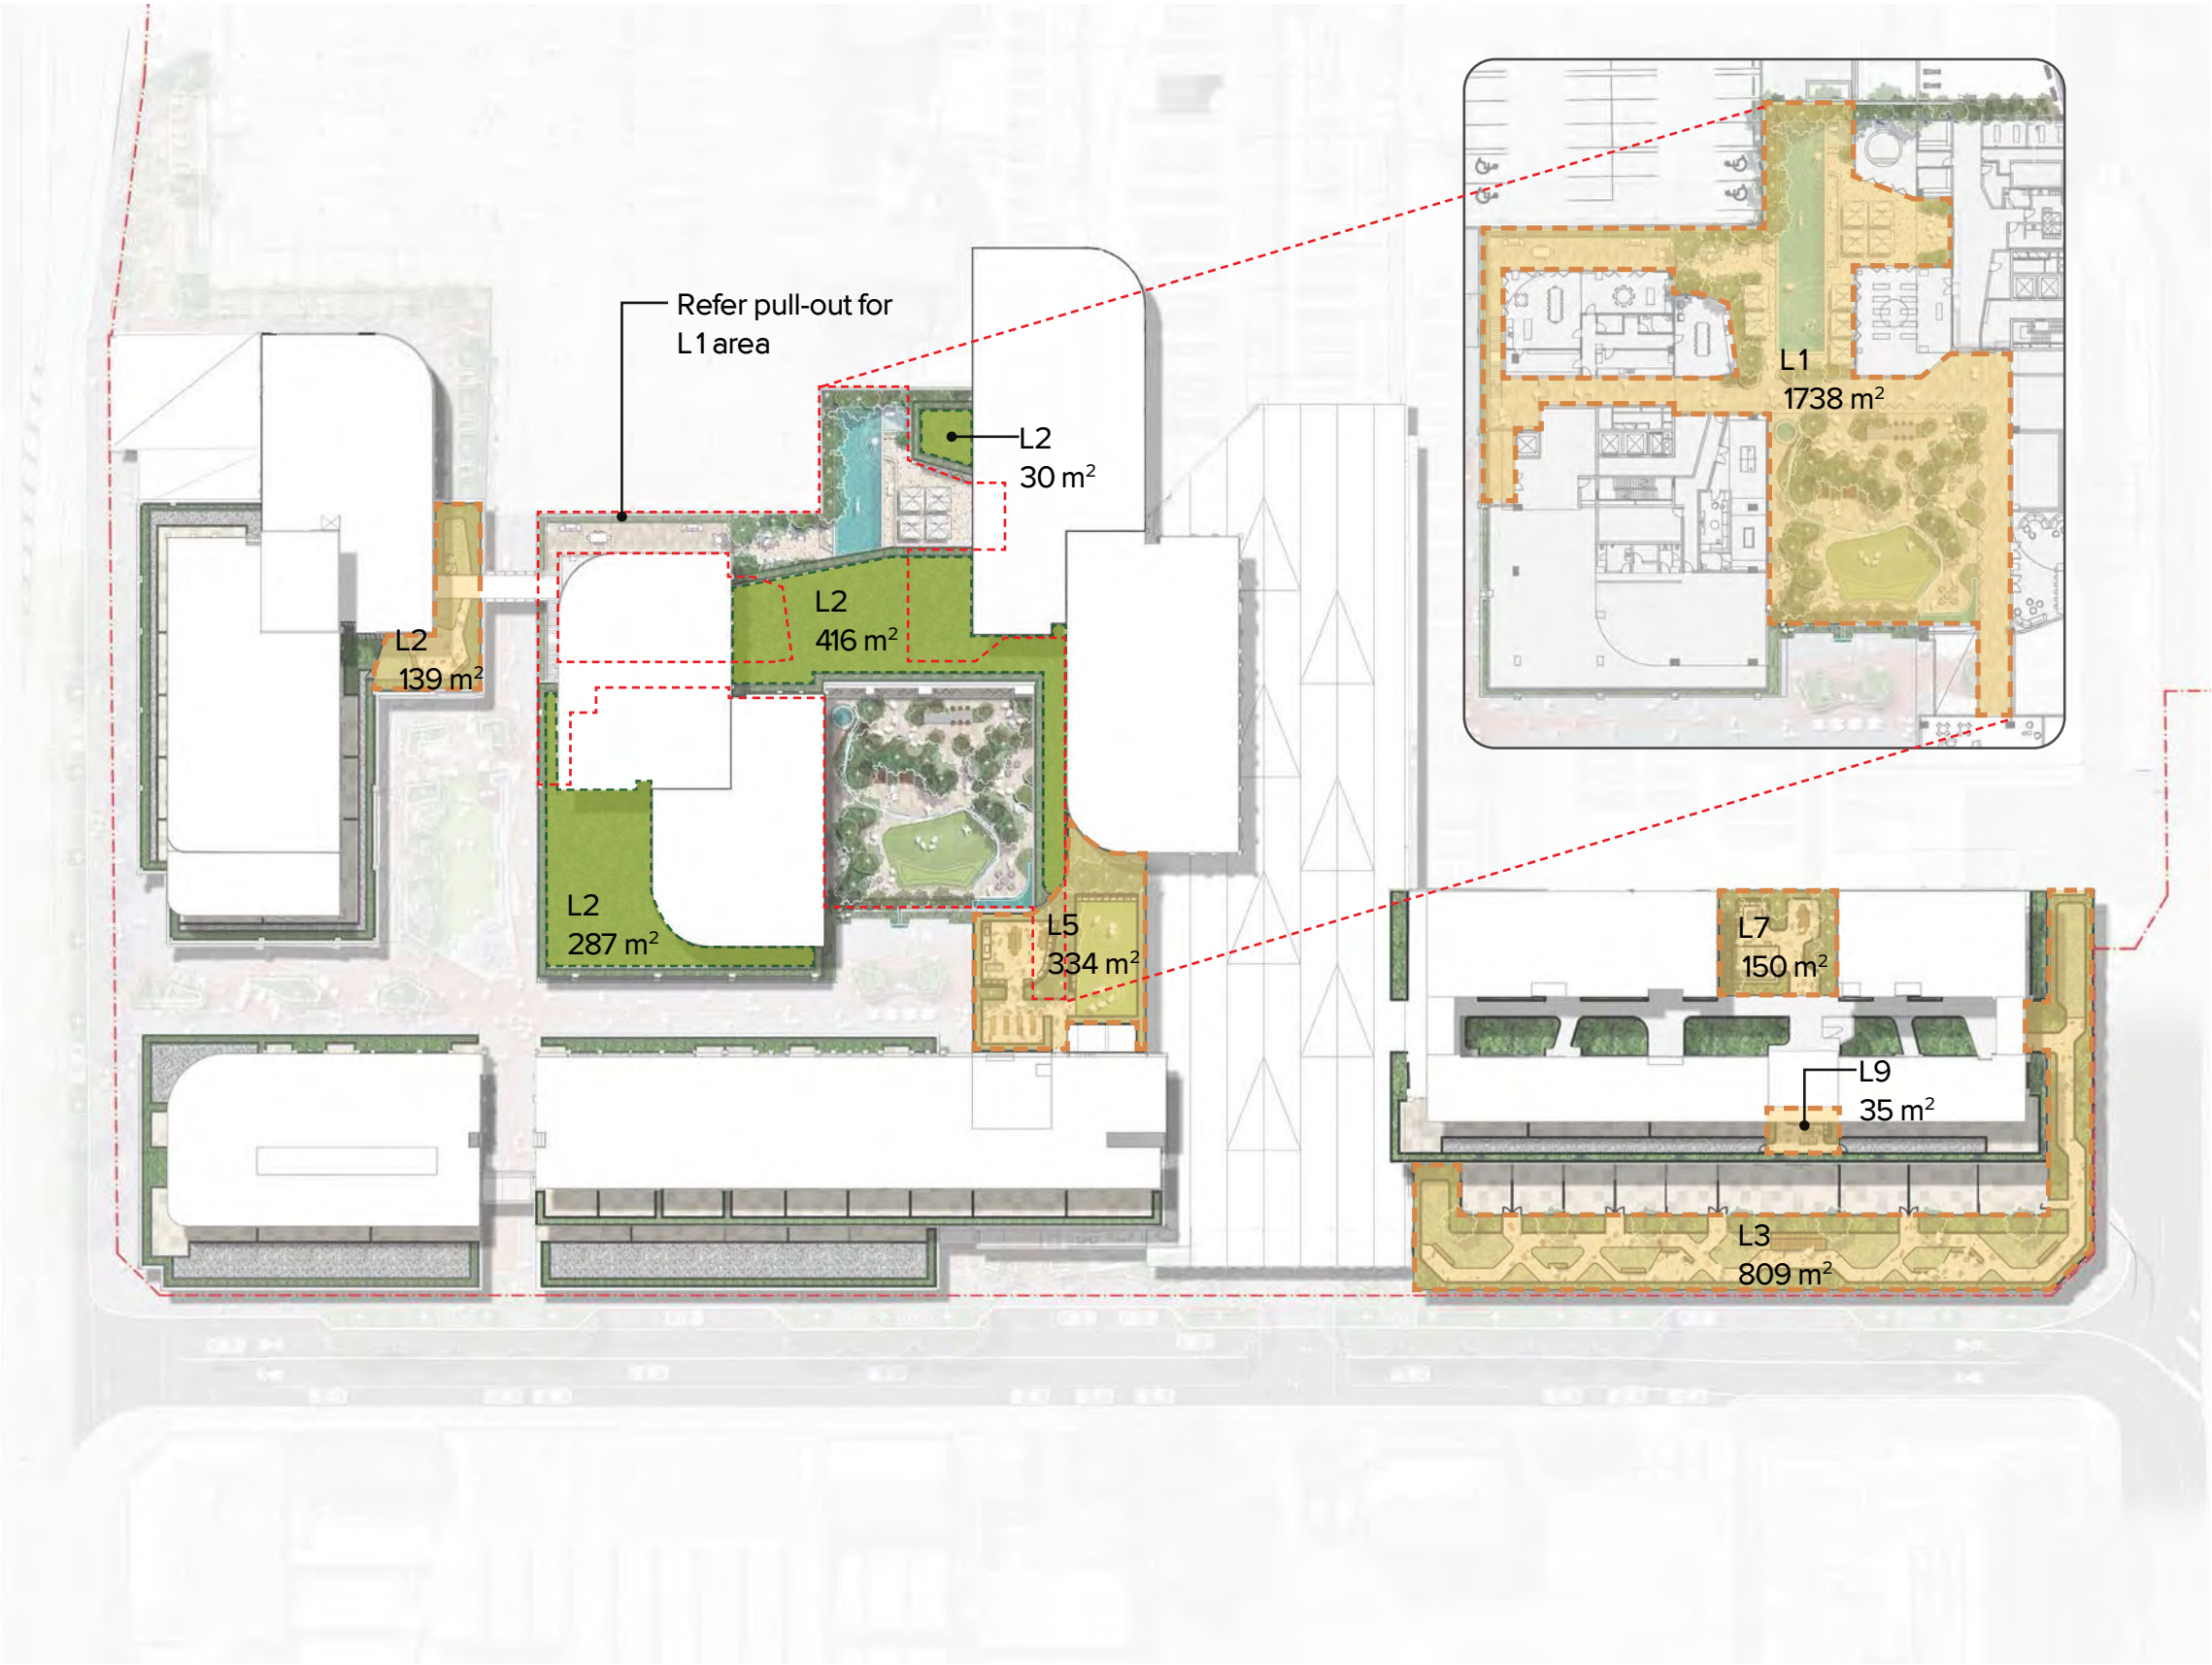 Refer pull-out for
L1 area
L2
30 m²
L1
1738 m²
L2
416 m²
L2
139 m²
L2
287 m²
L5
334 m²
L7
150 m²
L9
35 m²
L3
809 m²